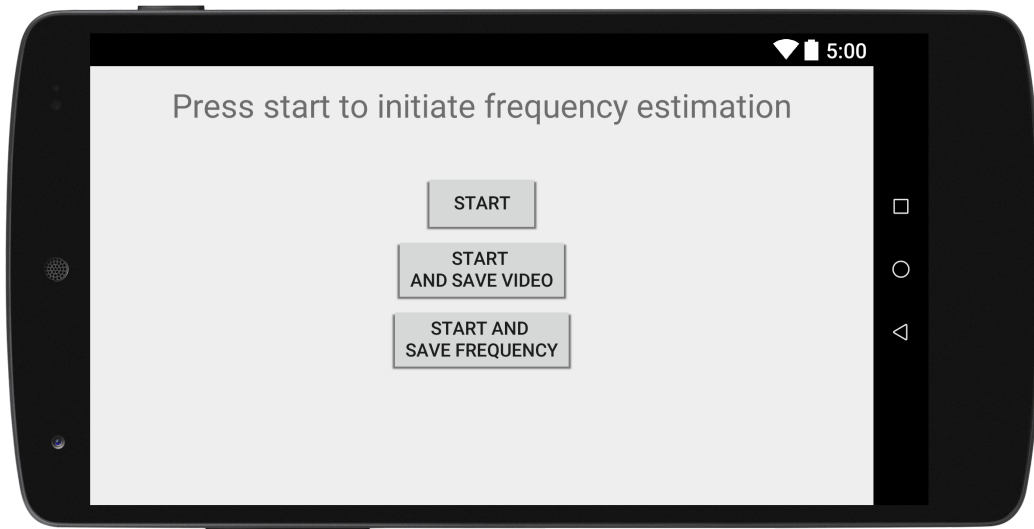 5:00
Press start to initiate frequency estimation
START
START
AND SAVE VIDEO
START AND
SAVE FREQUENCY